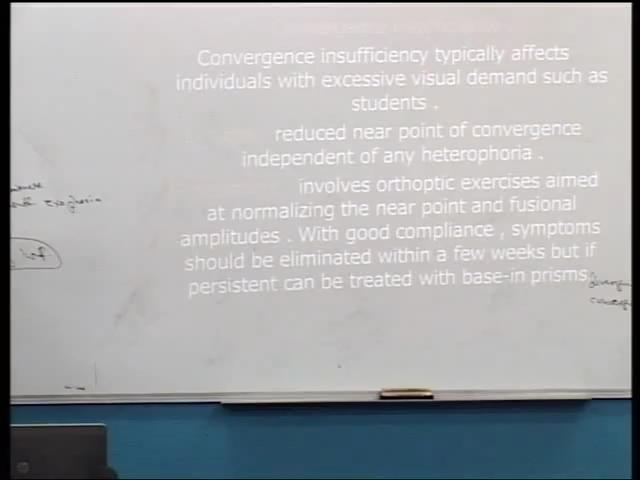 Convergence insufficiency typically affects
individuals with excessive visual demand such as
students .
reduced near point of convergence
independent of any heterophoria .
involves orthoptic exercises aimed
at normalizing the near point and fusional
amplitudes . With good compliance , symptoms
should be eliminated within a few weeks but if
persistent can be treated with base-in prisms